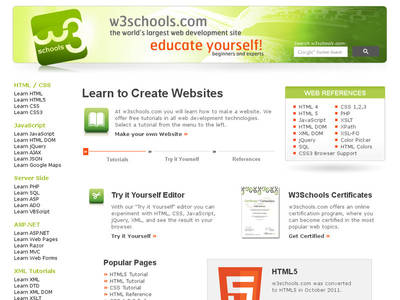 w3
schools
w3schools.com
the world's largest web development site
educate yourself!
beginners and experts
Search w3schools.com
HTML / CSS
Learn HTML
Learn HTML5
Learn CSS
Learn CSS3
JavaScript
Learn JavaScript
Learn HTML DOM
Learn jQuery
Learn AJAX
Learn JSON
Learn Google Maps
Server Side
Learn PHP
Learn SQL
Learn ASP
Learn ADO
Learn VBScript
ASP.NET
Learn ASP.NET
Learn Web Pages
Learn Razor
Learn MVC
Learn Web Forms
XML Tutorials
Learn XML
Learn DTD
Learn XML DOM
Learn XSLT
Learn to Create Websites
At w3schools.com you will learn how to make a website. We
offer free tutorials in all web development technologies.
Select a tutorial from the menu to the left.
Make your own Website »
Tutorials
Try it Yourself
References
WEB REFERENCES
HTML 4
HTML 5
JavaScript
HTML DOM
XML DOM
jQuery
SQL
CSS3 Browser Support
CSS 1,2,3
PHP
XSLT
XPath
XSL-FO
Color Picker
HTML Colors
Try it Yourself Editor
With our "Try it Yourself" editor you can
experiment with HTML, CSS, JavaScript,
jQuery, XML, and see the result in your
browser.
Try it Yourself »
W3Schools Certificates
w3schools.com offers an online
certification program, where you
can become certified in the most
popular web topics.
Get Certified »
Popular Pages
HTML5 Tutorial
HTML Tutorial
CSS Tutorial
HTML Reference
5
HTML5
w3schools.com was converted
to HTML5 in October 2011.